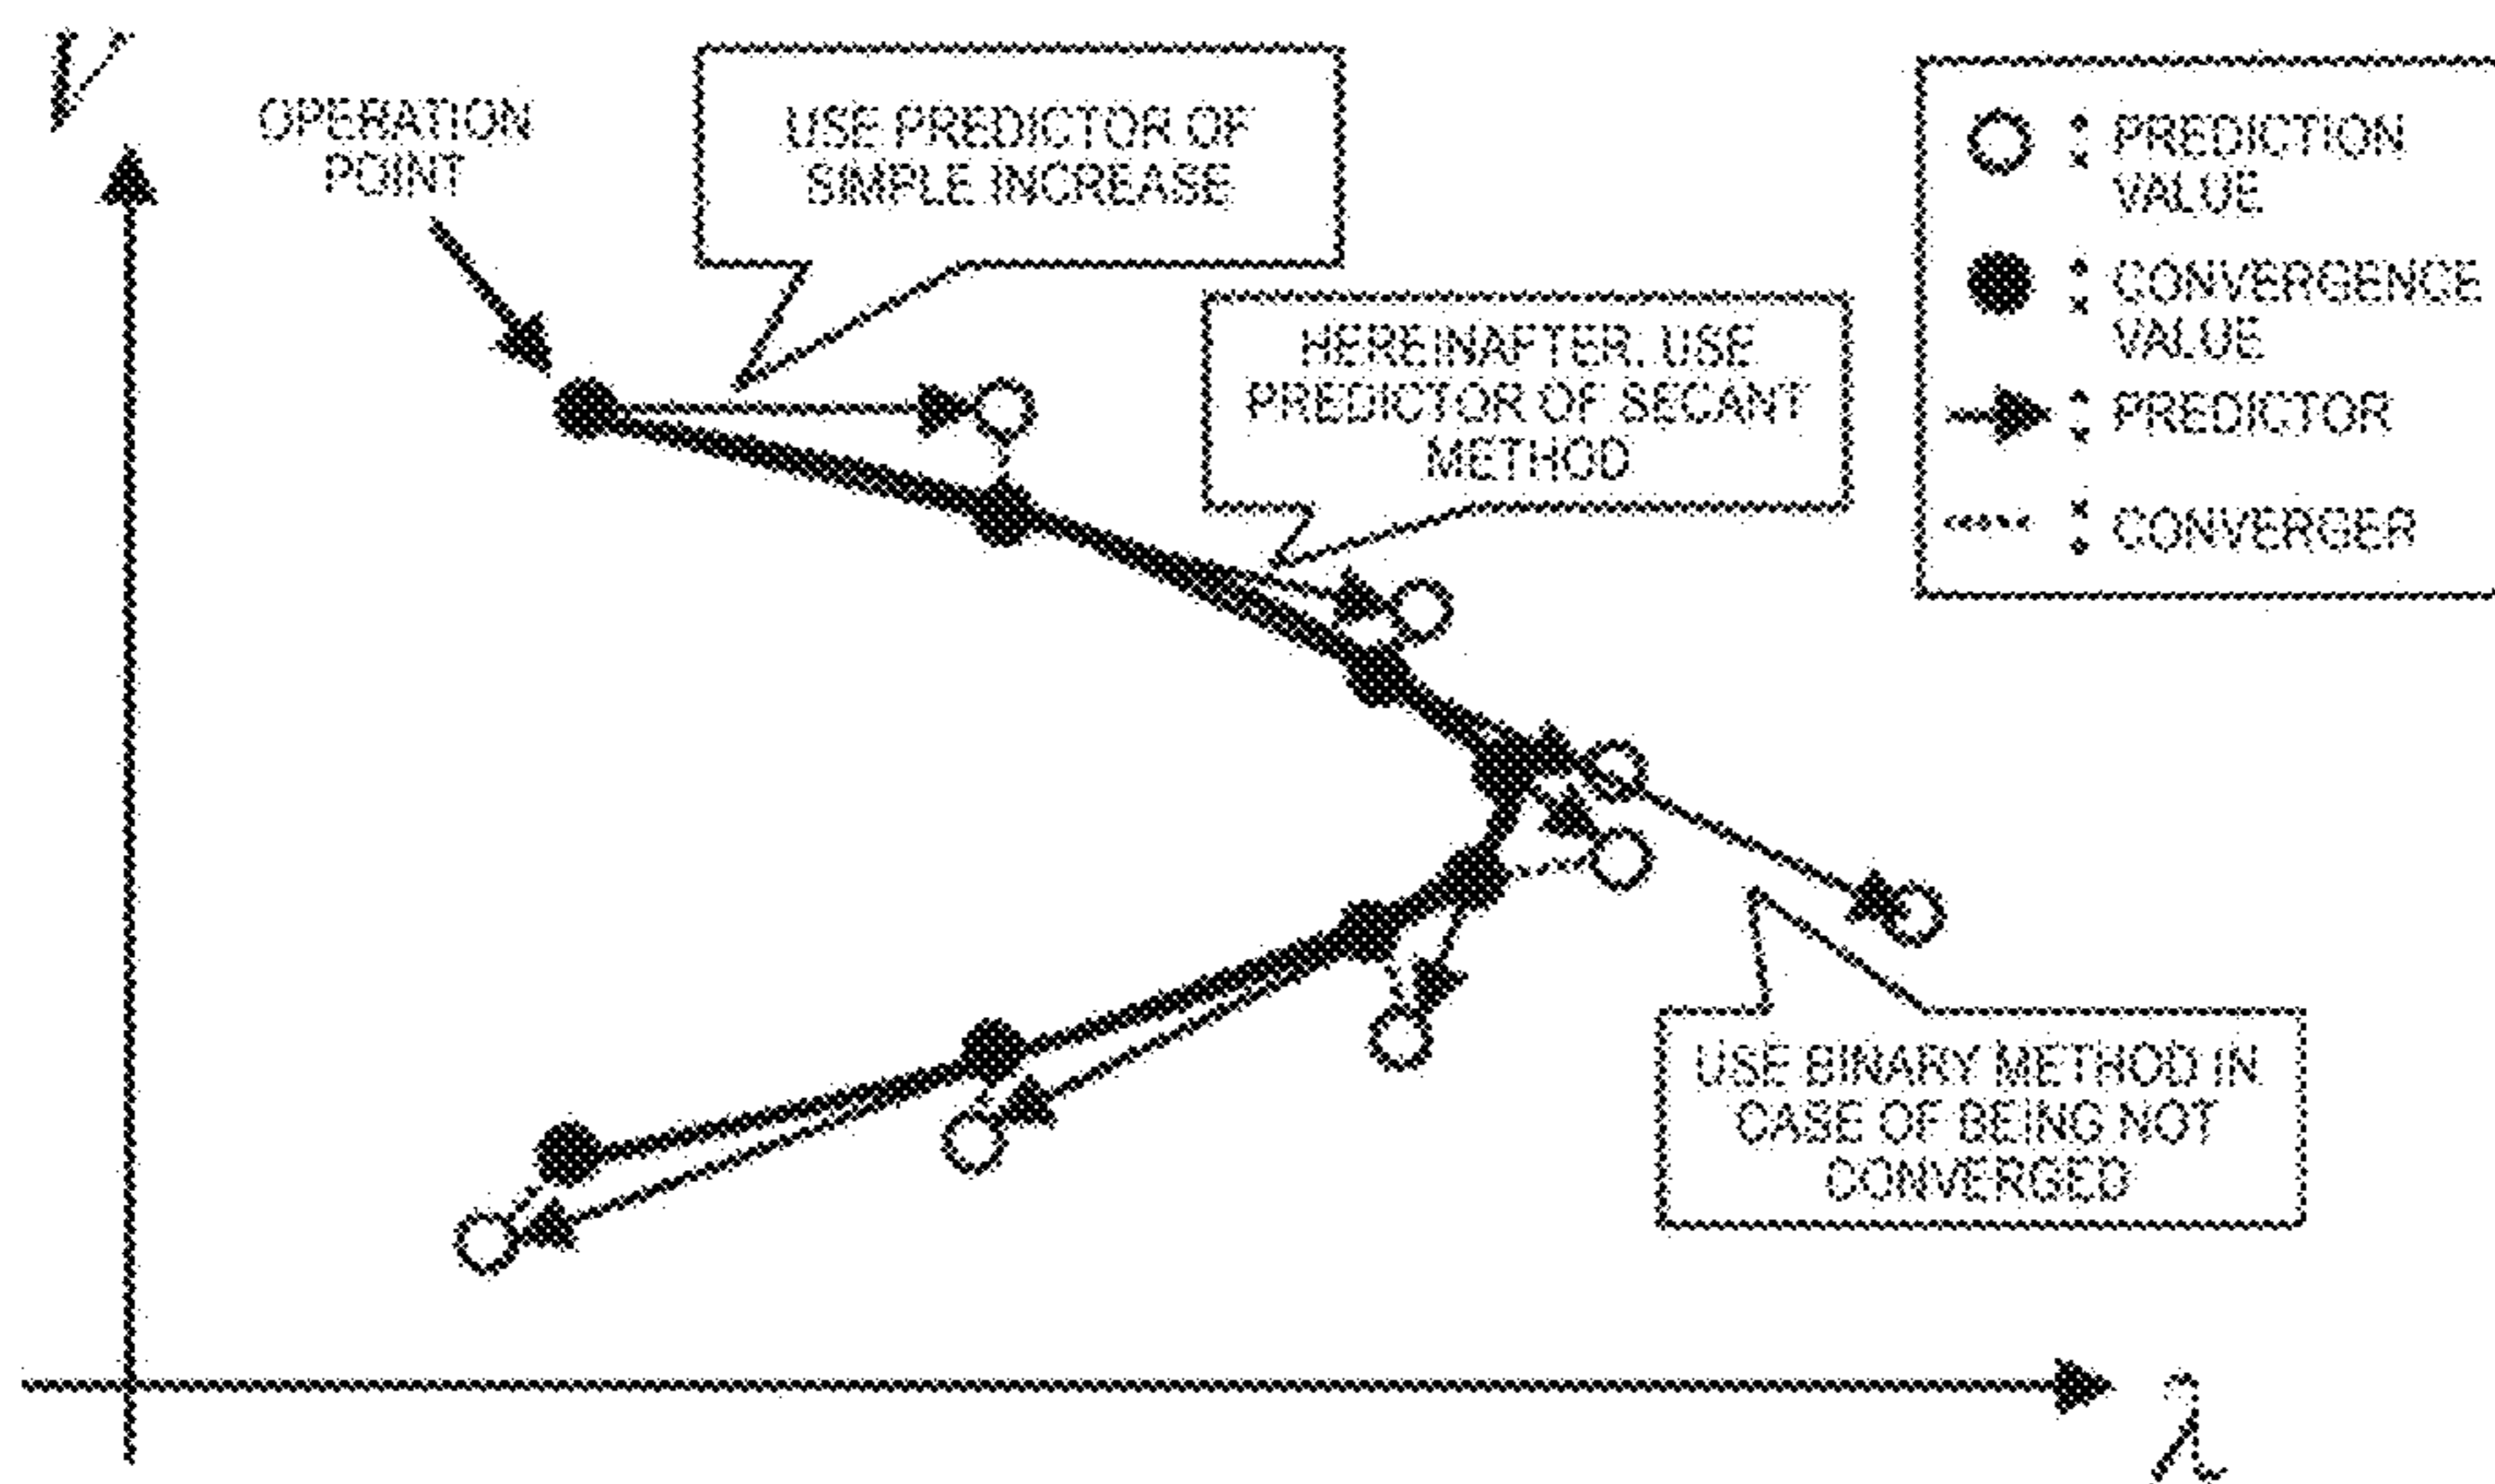 V
OPERATION
POINT
USE PREDICTOR OF
SIMPLE INCREASE
HEREINAFTER, USE
PREDICTOR OF SECANT
METHOD
: PREDICTION
VALUE
: CONVERGENCE
VALUE
: PREDICTOR
: CONVERGER
USE BINARY METHOD IN
CASE OF BEING NOT
CONVERGED
λ